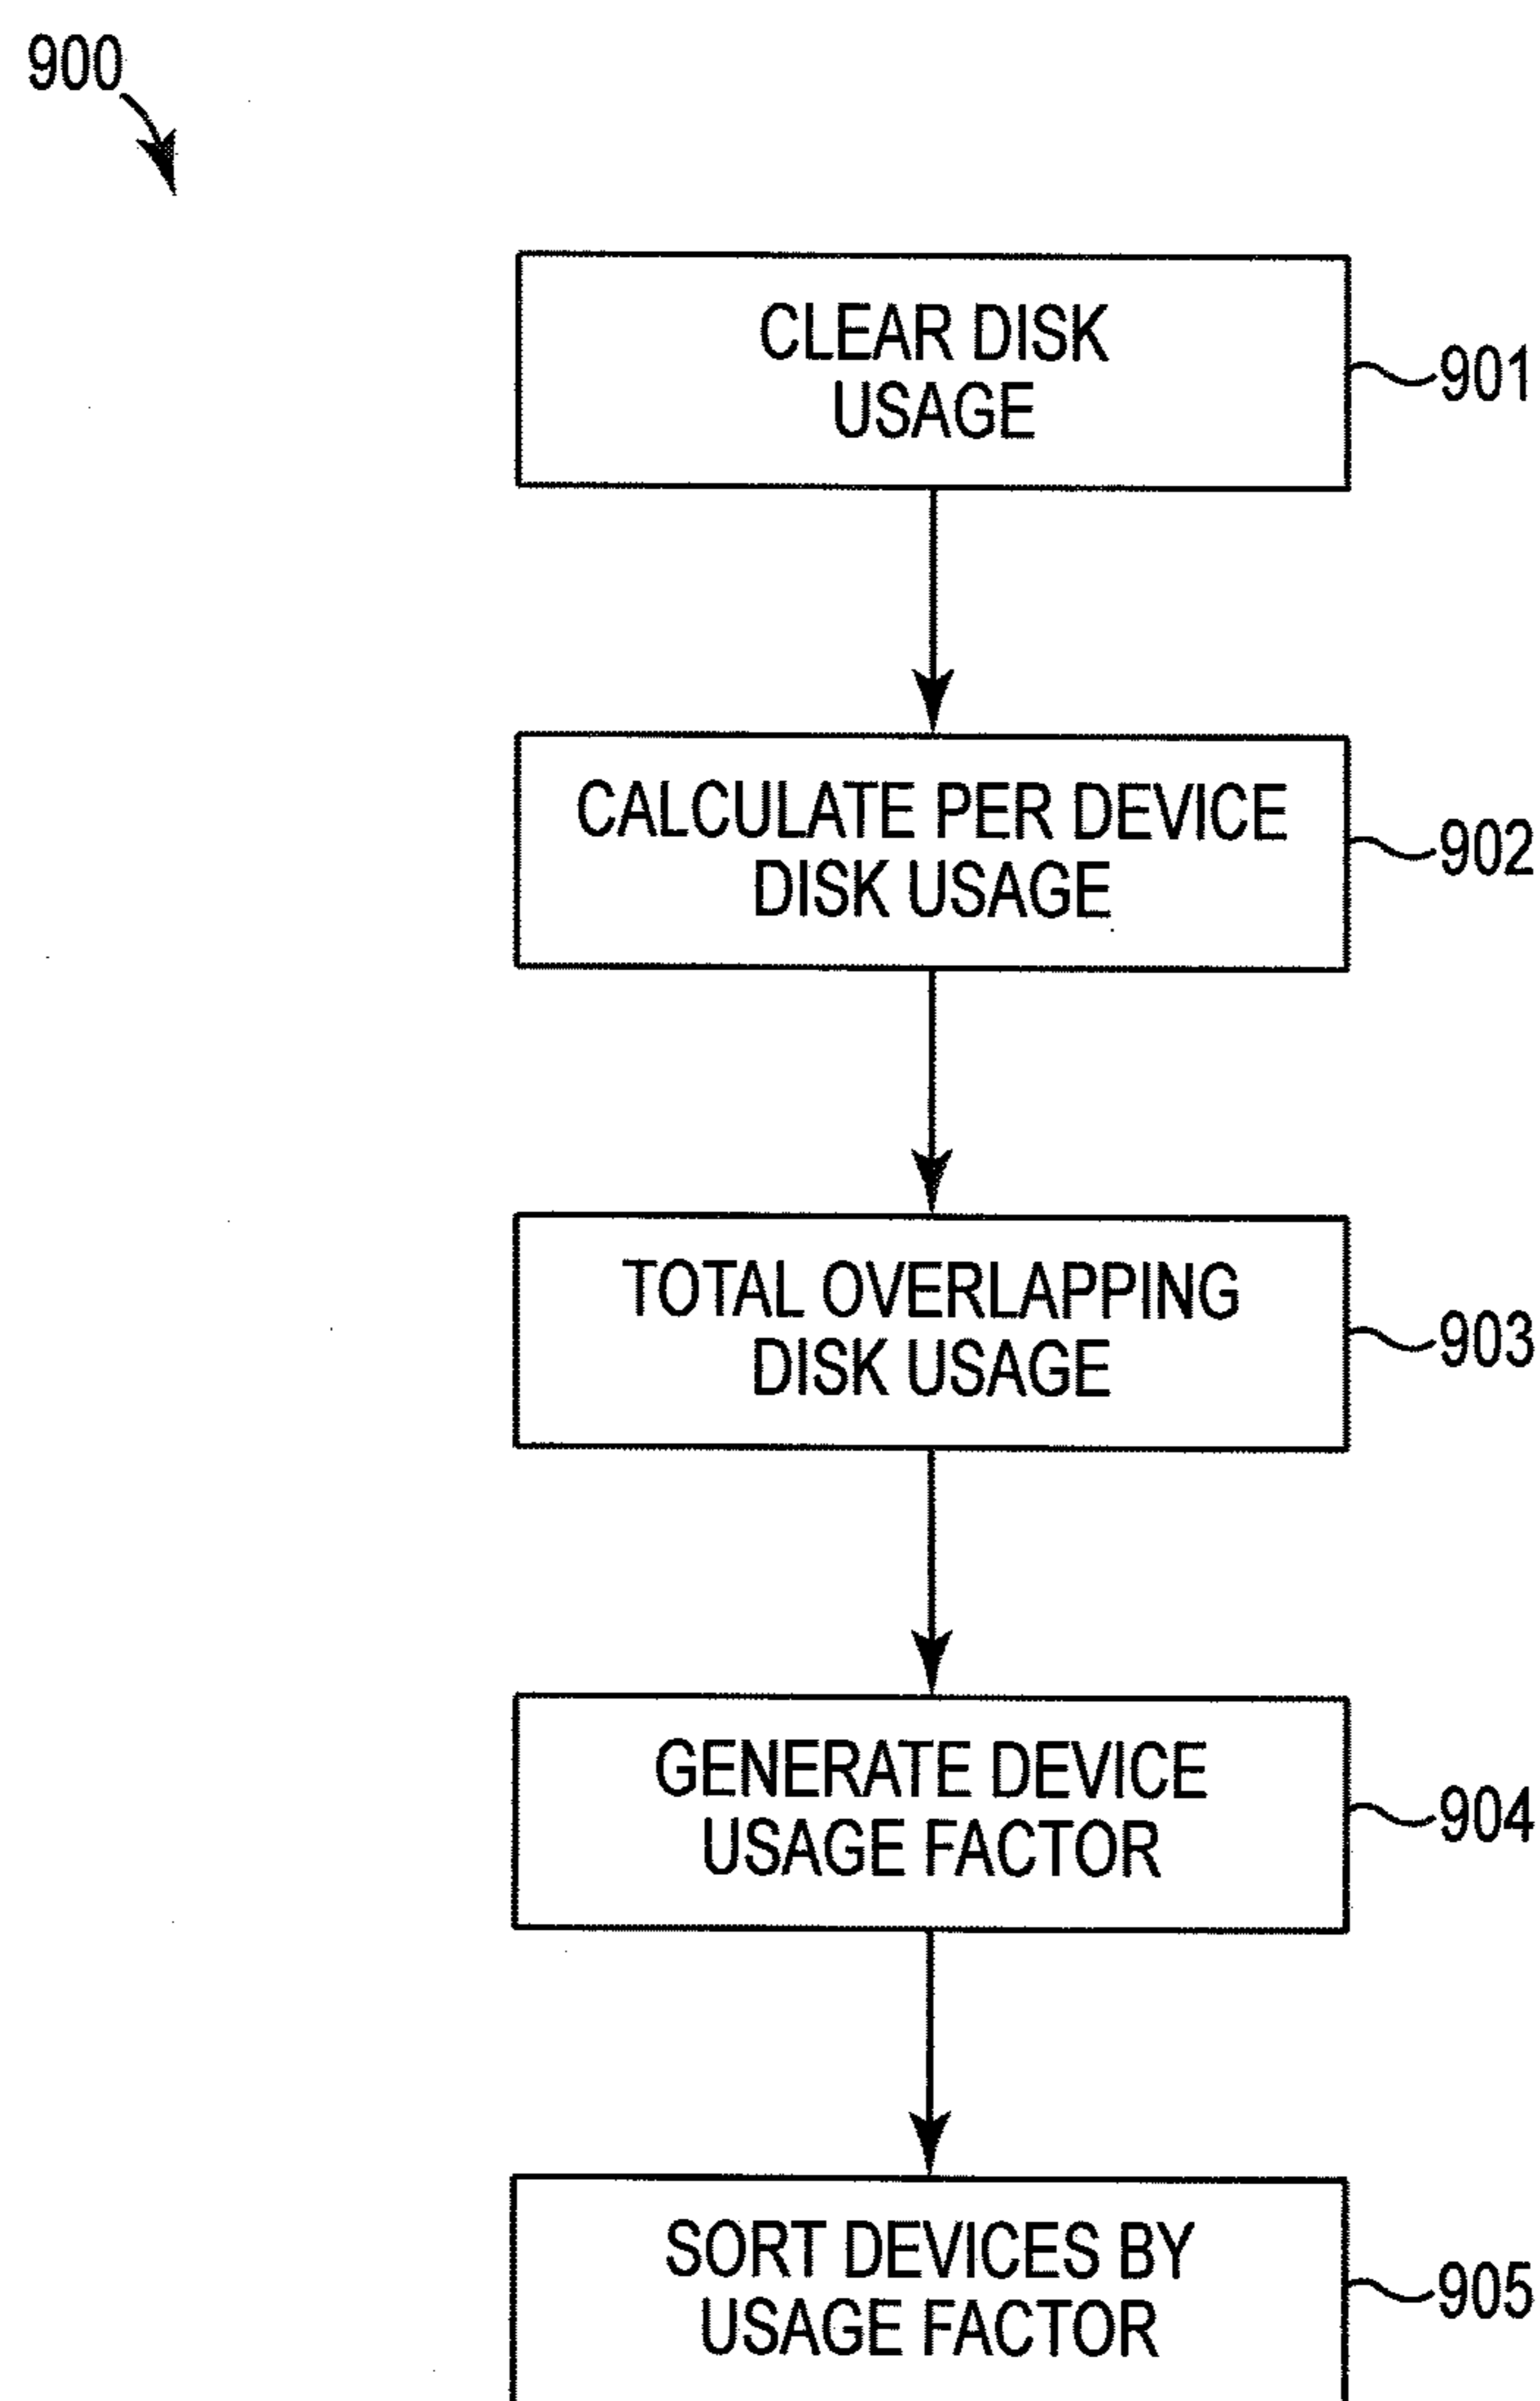 900
CLEAR DISK
USAGE
901
CALCULATE PER DEVICE
DISK USAGE
902
TOTAL OVERLAPPING
DISK USAGE
903
GENERATE DEVICE
USAGE FACTOR
904
SORT DEVICES BY
USAGE FACTOR
905